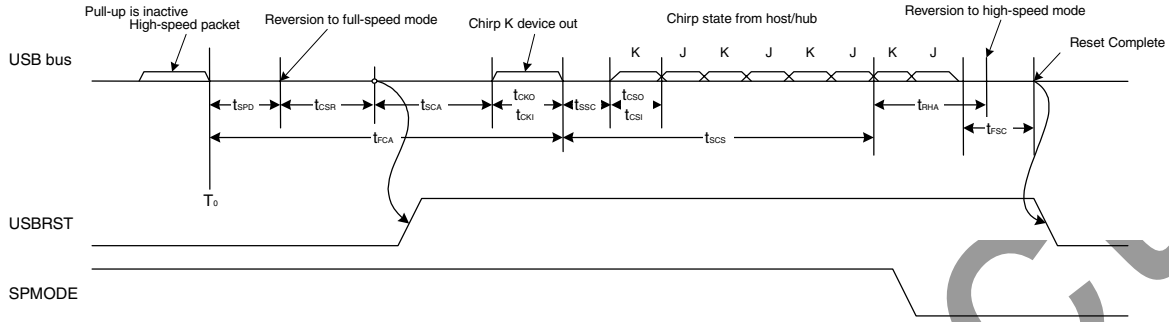 Pull-up is inactive
High-speed packet
Reversion to full-speed mode
Chirp K device out
Chirp state from host/hub
Reversion to high-speed mode
Reset Complete
USB bus
K J K J K J K J
tSPD
tCSR
tSCA
tCKO
tCKI
tSSC
tCSO
tCSI
tRHA
tFCA
tSCS
tFSC
T0
USBRST
SPMODE